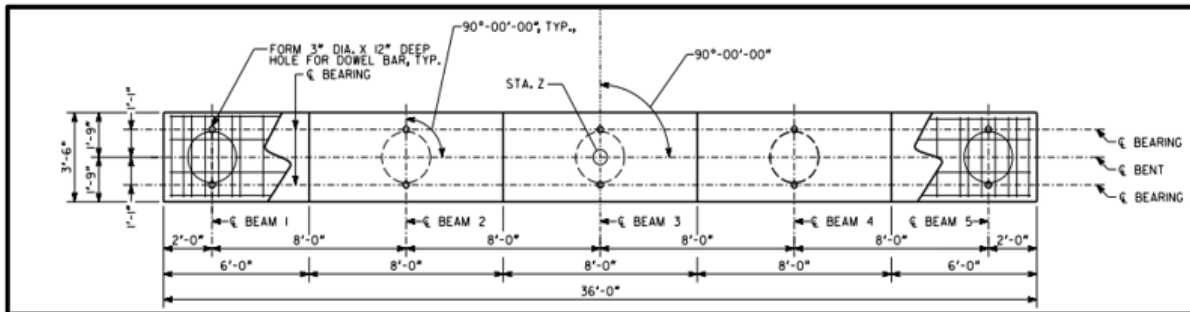 90°-00'-00", TYP.,
FORM 3" DIA. X 12" DEEP
HOLE FOR DOWEL BAR, TYP.
℄ BEARING
90°-00'-00"
STA. Z
1'-1"
1'-9"
3'-6"
1'-9"
1'-1"
℄ BEARING
℄ BENT
℄ BEARING
℄ BEAM 1
℄ BEAM 2
℄ BEAM 3
℄ BEAM 4
℄ BEAM 5
2'-0"
8'-0"
8'-0"
8'-0"
8'-0"
2'-0"
6'-0"
8'-0"
8'-0"
8'-0"
6'-0"
36'-0"